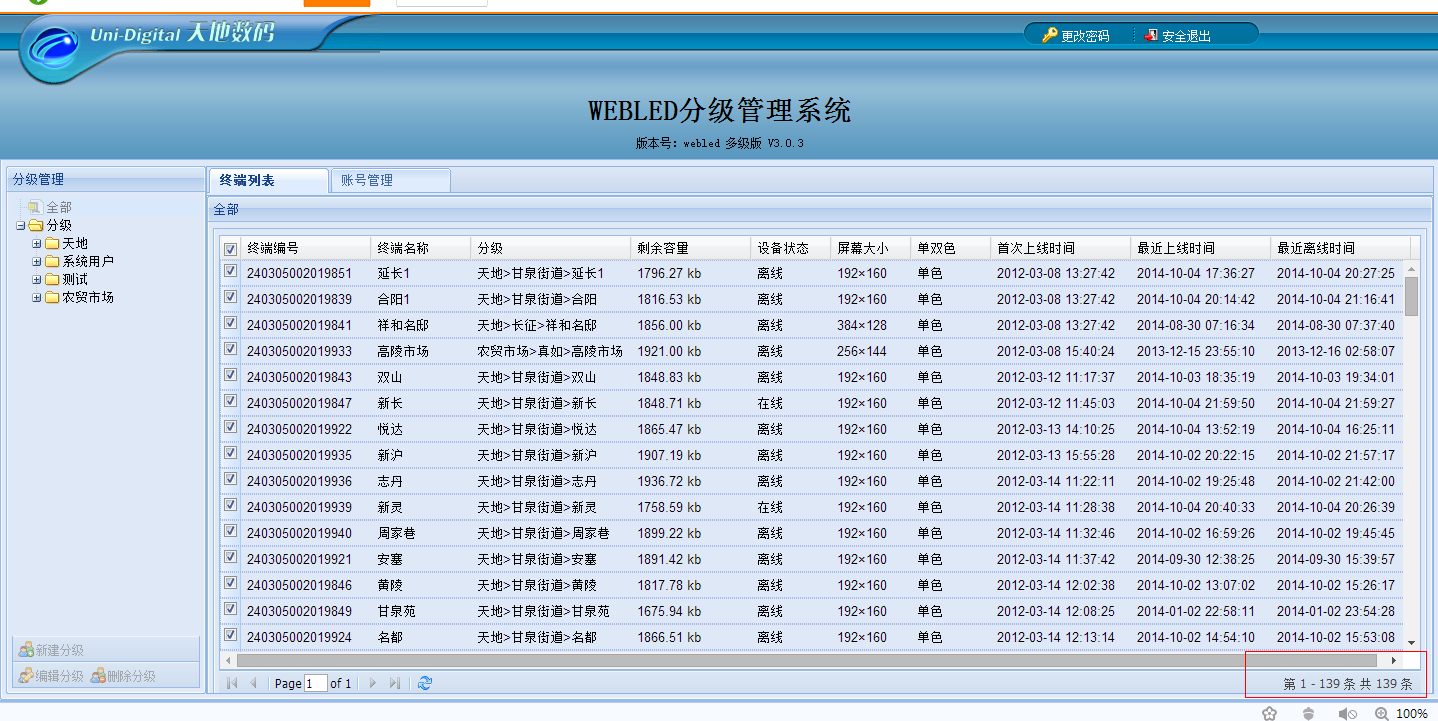 Uni-Digital 天地数码
更改密码 安全退出
WEBLED分级管理系统
版本号：webled 多级版 V3.0.3
分级管理
全部
分级
天地
系统用户
测试
农贸市场
新建分级
编辑分级 删除分级
终端列表 账号管理
全部
终端编号 终端名称 分级 剩余容量 设备状态 屏幕大小 单双色 首次上线时间 最近上线时间 最近离线时间
240305002019851 延长1 天地>甘泉街道>延长1 1796.27 kb 离线 192×160 单色 2012-03-08 13:27:42 2014-10-04 17:36:27 2014-10-04 20:27:25
240305002019839 合阳1 天地>甘泉街道>合阳 1816.53 kb 离线 192×160 单色 2012-03-08 13:27:42 2014-10-04 20:14:42 2014-10-04 21:16:41
240305002019841 祥和名邸 天地>长征>祥和名邸 1856.00 kb 离线 384×128 单色 2012-03-08 13:27:42 2014-08-30 07:16:34 2014-08-30 07:37:40
240305002019933 高陵市场 农贸市场>真如>高陵市场 1921.00 kb 离线 256×144 单色 2012-03-08 15:40:24 2013-12-15 23:55:10 2013-12-16 02:58:07
240305002019843 双山 天地>甘泉街道>双山 1848.83 kb 离线 192×160 单色 2012-03-12 11:17:37 2014-10-03 18:35:19 2014-10-03 19:34:01
240305002019847 新长 天地>甘泉街道>新长 1848.71 kb 在线 192×160 单色 2012-03-12 11:45:03 2014-10-04 21:59:50 2014-10-04 21:59:27
240305002019922 悦达 天地>甘泉街道>悦达 1865.47 kb 离线 192×160 单色 2012-03-13 14:10:25 2014-10-04 13:52:19 2014-10-04 16:25:11
240305002019935 新沪 天地>甘泉街道>新沪 1907.19 kb 离线 192×160 单色 2012-03-13 15:55:28 2014-10-02 20:22:15 2014-10-02 21:57:17
240305002019936 志丹 天地>甘泉街道>志丹 1936.72 kb 离线 192×160 单色 2012-03-14 11:22:11 2014-10-02 19:25:48 2014-10-02 21:42:00
240305002019939 新灵 天地>甘泉街道>新灵 1758.59 kb 在线 192×160 单色 2012-03-14 11:28:38 2014-10-04 20:40:33 2014-10-04 20:26:39
240305002019940 周家巷 天地>甘泉街道>周家巷 1899.22 kb 离线 192×160 单色 2012-03-14 11:32:46 2014-10-02 16:59:26 2014-10-02 19:45:45
240305002019921 安塞 天地>甘泉街道>安塞 1891.42 kb 离线 192×160 单色 2012-03-14 11:37:42 2014-09-30 12:38:25 2014-09-30 15:39:57
240305002019846 黄陵 天地>甘泉街道>黄陵 1817.78 kb 离线 192×160 单色 2012-03-14 12:02:38 2014-10-02 13:07:02 2014-10-02 15:26:17
240305002019849 甘泉苑 天地>甘泉街道>甘泉苑 1675.94 kb 离线 192×160 单色 2012-03-14 12:08:25 2014-01-02 22:58:11 2014-01-02 23:54:28
240305002019924 名都 天地>甘泉街道>名都 1866.51 kb 离线 192×160 单色 2012-03-14 12:13:14 2014-10-02 14:54:10 2014-10-02 15:53:08
Page 1 of 1 第 1 - 139 条 共 139 条
100%